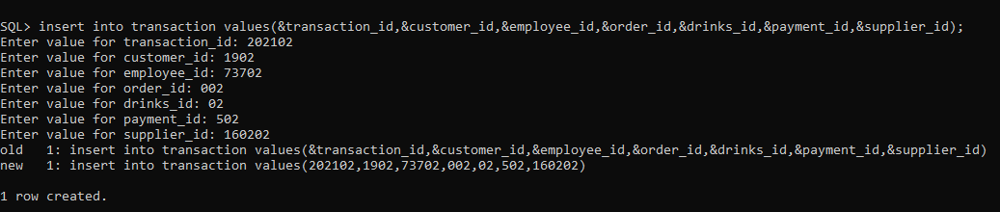 SQL> insert into transaction values(&transaction_id,&customer_id,&employee_id,&order_id,&drinks_id,&payment_id,&supplier_id);
Enter value for transaction_id: 202102
Enter value for customer_id: 1902
Enter value for employee_id: 73702
Enter value for order_id: 002
Enter value for drinks_id: 02
Enter value for payment_id: 502
Enter value for supplier_id: 160202
old   1: insert into transaction values(&transaction_id,&customer_id,&employee_id,&order_id,&drinks_id,&payment_id,&supplier_id)
new   1: insert into transaction values(202102,1902,73702,002,02,502,160202)
1 row created.